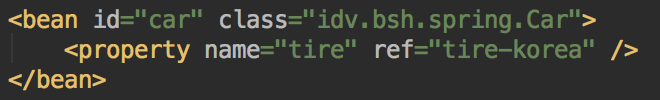 <bean id="car" class="idv.bsh.spring.Car">
    <property name="tire" ref="tire-korea" />
</bean>